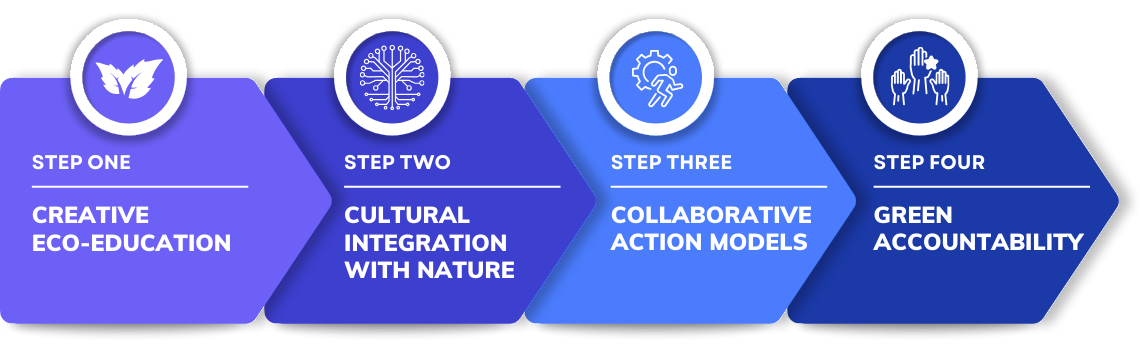 STEP ONE
CREATIVE
ECO-EDUCATION
STEP TWO
CULTURAL
INTEGRATION
WITH NATURE
STEP THREE
COLLABORATIVE
ACTION MODELS
STEP FOUR
GREEN
ACCOUNTABILITY